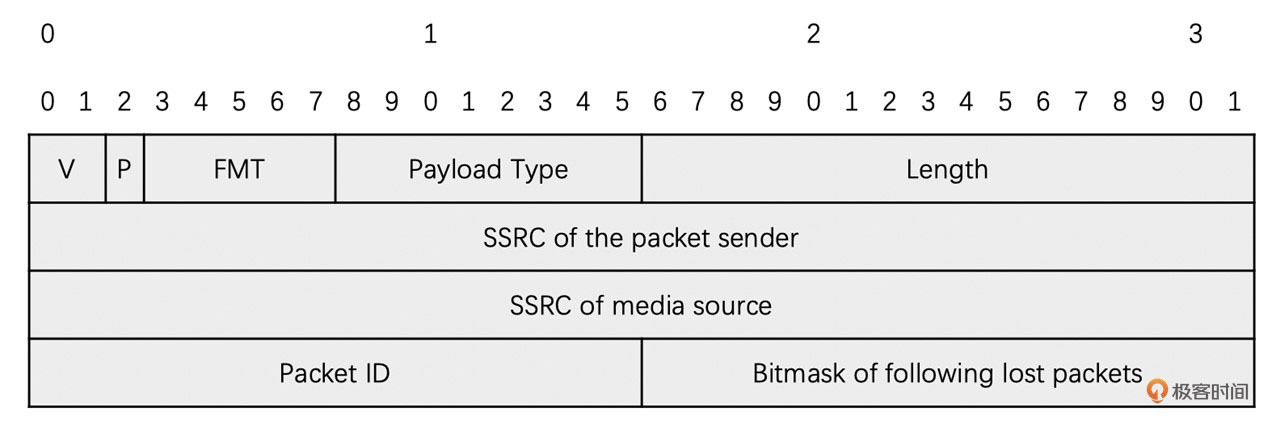 0 1 2 3
0 1 2 3 4 5 6 7 8 9 0 1 2 3 4 5 6 7 8 9 0 1 2 3 4 5 6 7 8 9 0 1
V P FMT Payload Type Length
SSRC of the packet sender
SSRC of media source
Packet ID Bitmask of following lost packets
极客时间